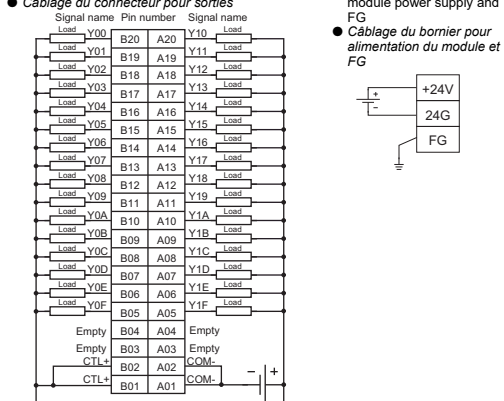 ● Câblage du connecteur pour sorties
Signal name Pin number Signal name
Load Y00 B20 A20 Y10 Load
Load Y01 B19 A19 Y11 Load
Load Y02 B18 A18 Y12 Load
Load Y03 B17 A17 Y13 Load
Load Y04 B16 A16 Y14 Load
Load Y05 B15 A15 Y15 Load
Load Y06 B14 A14 Y16 Load
Load Y07 B13 A13 Y17 Load
Load Y08 B12 A12 Y18 Load
Load Y09 B11 A11 Y19 Load
Load Y0A B10 A10 Y1A Load
Load Y0B B09 A09 Y1B Load
Load Y0C B08 A08 Y1C Load
Load Y0D B07 A07 Y1D Load
Load Y0E B06 A06 Y1E Load
Load Y0F B05 A05 Y1F Load
Empty B04 A04 Empty
Empty B03 A03 Empty
CTL+ B02 A02 COM-
CTL+ B01 A01 COM-
− +
module power supply and
FG
● Câblage du bornier pour
alimentation du module et
FG
+ +24V
− 24G
FG